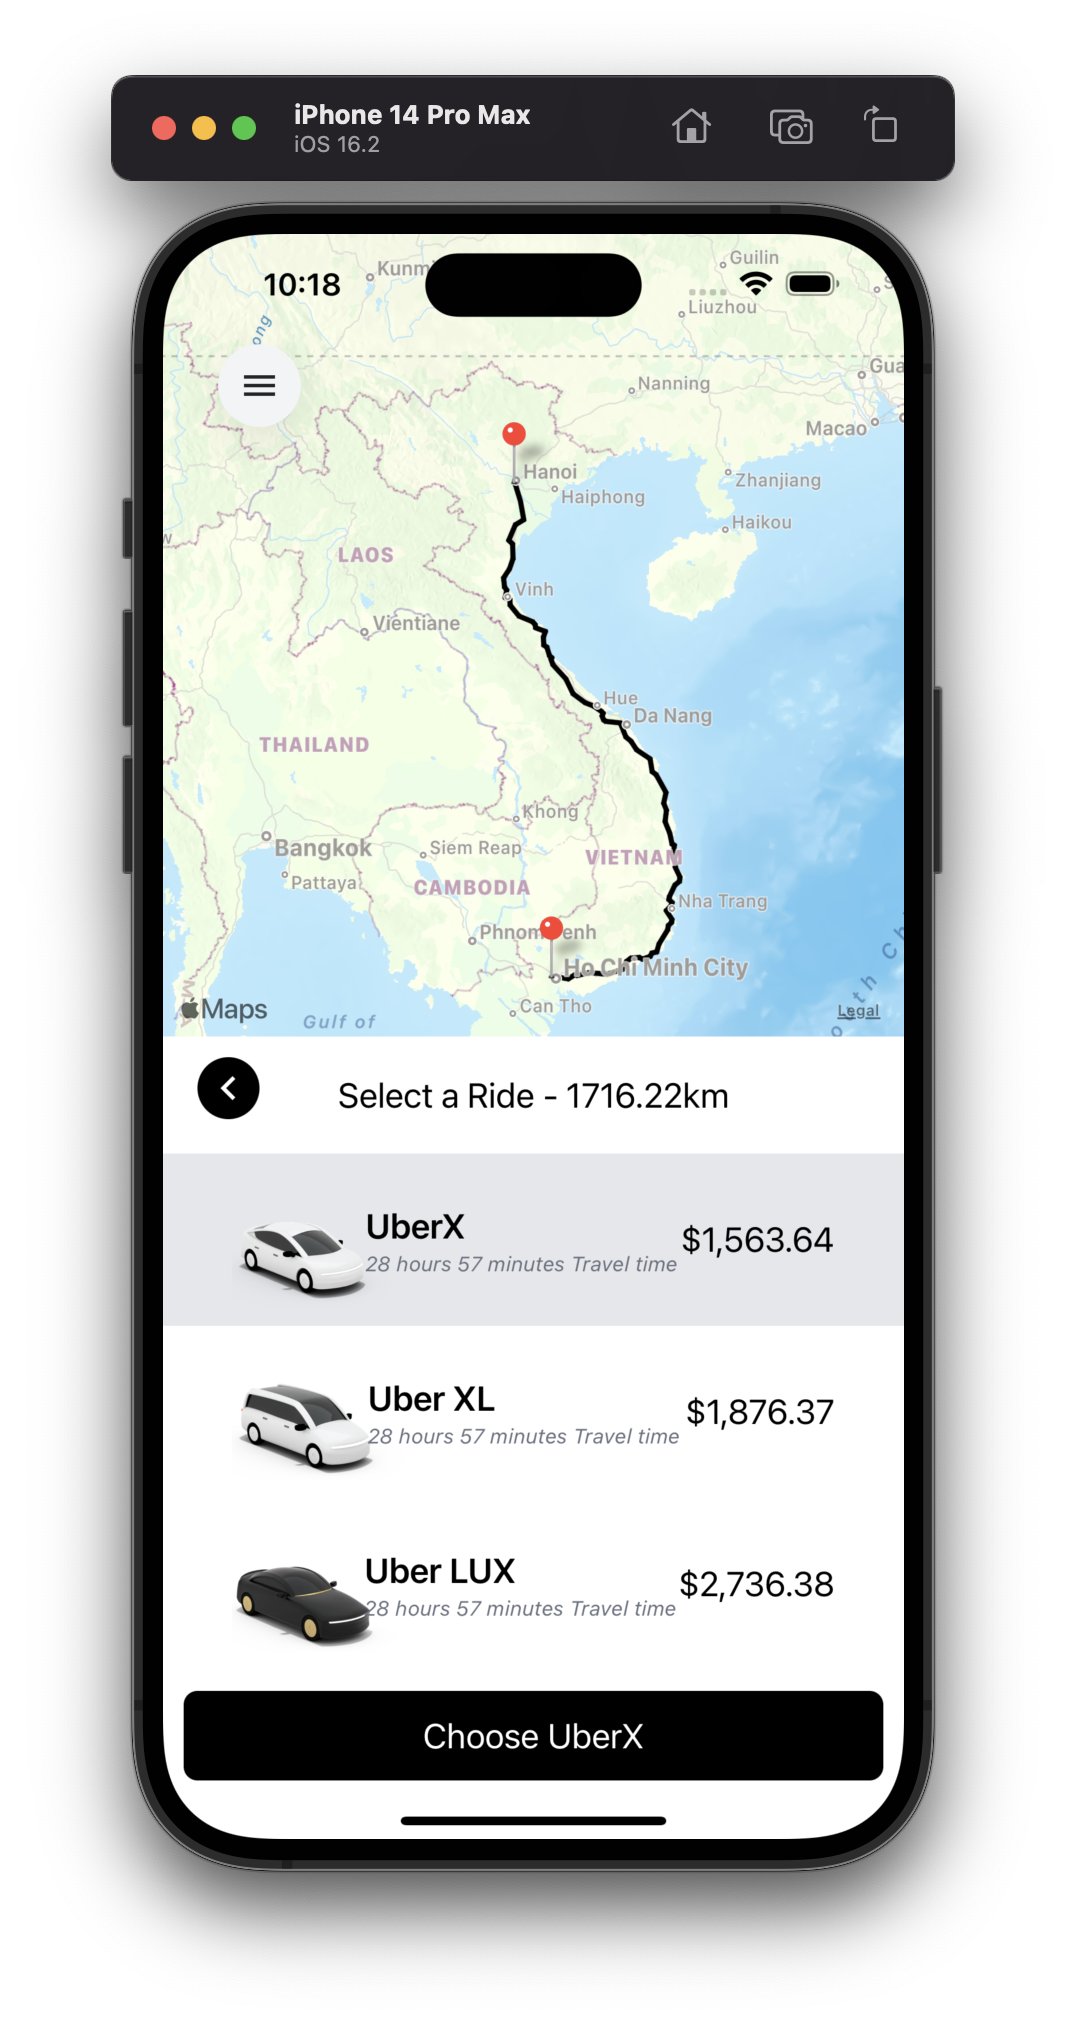 iPhone 14 Pro Max
iOS 16.2
10:18
Guilin
Liuzhou
Nanning
Macao
Hanoi
Haiphong
Zhanjiang
Haikou
LAOS
Vinh
Vientiane
Hue
Da Nang
THAILAND
Khong
Bangkok
Siem Reap
VIETNAM
Pattaya
CAMBODIA
Nha Trang
Ho Chi Minh City
Can Tho
Maps
Gulf of
Legal
Select a Ride - 1716.22km
UberX
28 hours 57 minutes Travel time
$1,563.64
Uber XL
28 hours 57 minutes Travel time
$1,876.37
Uber LUX
28 hours 57 minutes Travel time
$2,736.38
Choose UberX